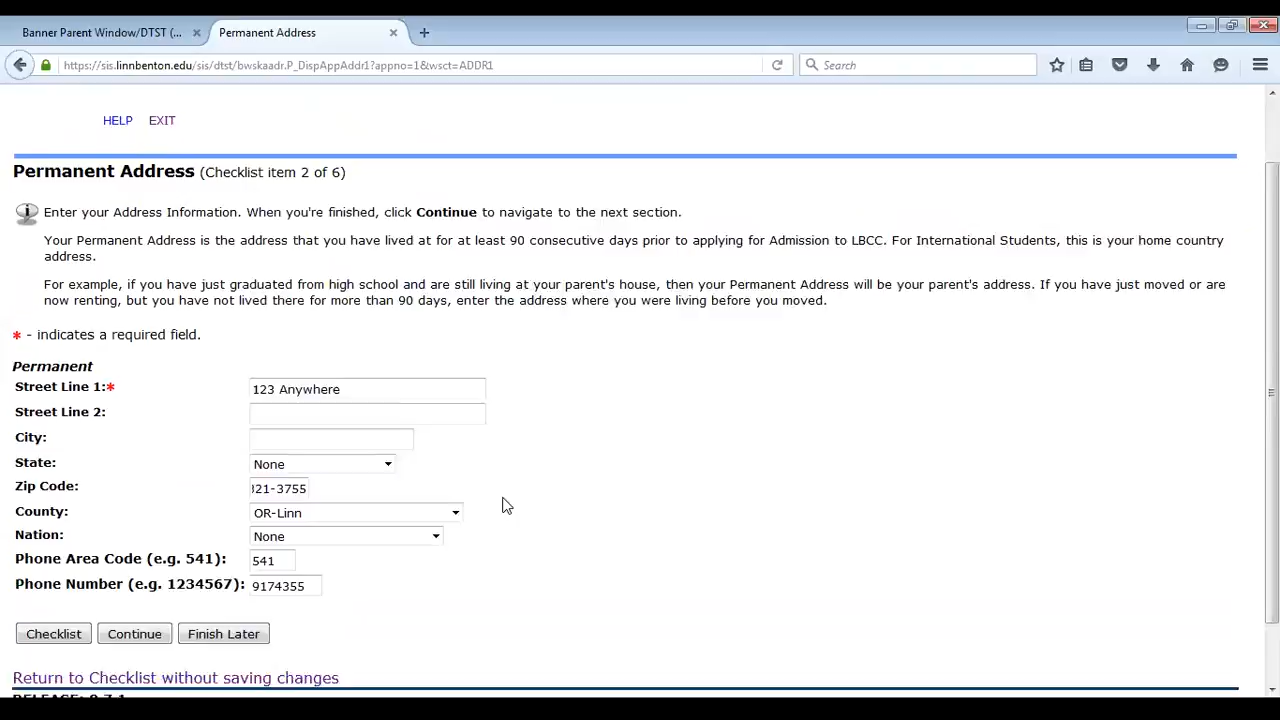 Banner Parent Window/DTST (...
Permanent Address
https://sis.linnbenton.edu/sis/dtst/bwskaadr.P_DispAppAddr1?appno=1&wsct=ADDR1
Search
HELP EXIT
Permanent Address (Checklist item 2 of 6)
Enter your Address Information. When you're finished, click Continue to navigate to the next section.
Your Permanent Address is the address that you have lived at for at least 90 consecutive days prior to applying for Admission to LBCC. For International Students, this is your home country
address.
For example, if you have just graduated from high school and are still living at your parent's house, then your Permanent Address will be your parent's address. If you have just moved or are
now renting, but you have not lived there for more than 90 days, enter the address where you were living before you moved.
* - indicates a required field.
Permanent
Street Line 1:* 123 Anywhere
Street Line 2:
City:
State: None
Zip Code: 21-3755
County: OR-Linn
Nation: None
Phone Area Code (e.g. 541): 541
Phone Number (e.g. 1234567): 9174355
Checklist Continue Finish Later
Return to Checklist without saving changes
RELEASE: 8.7.1